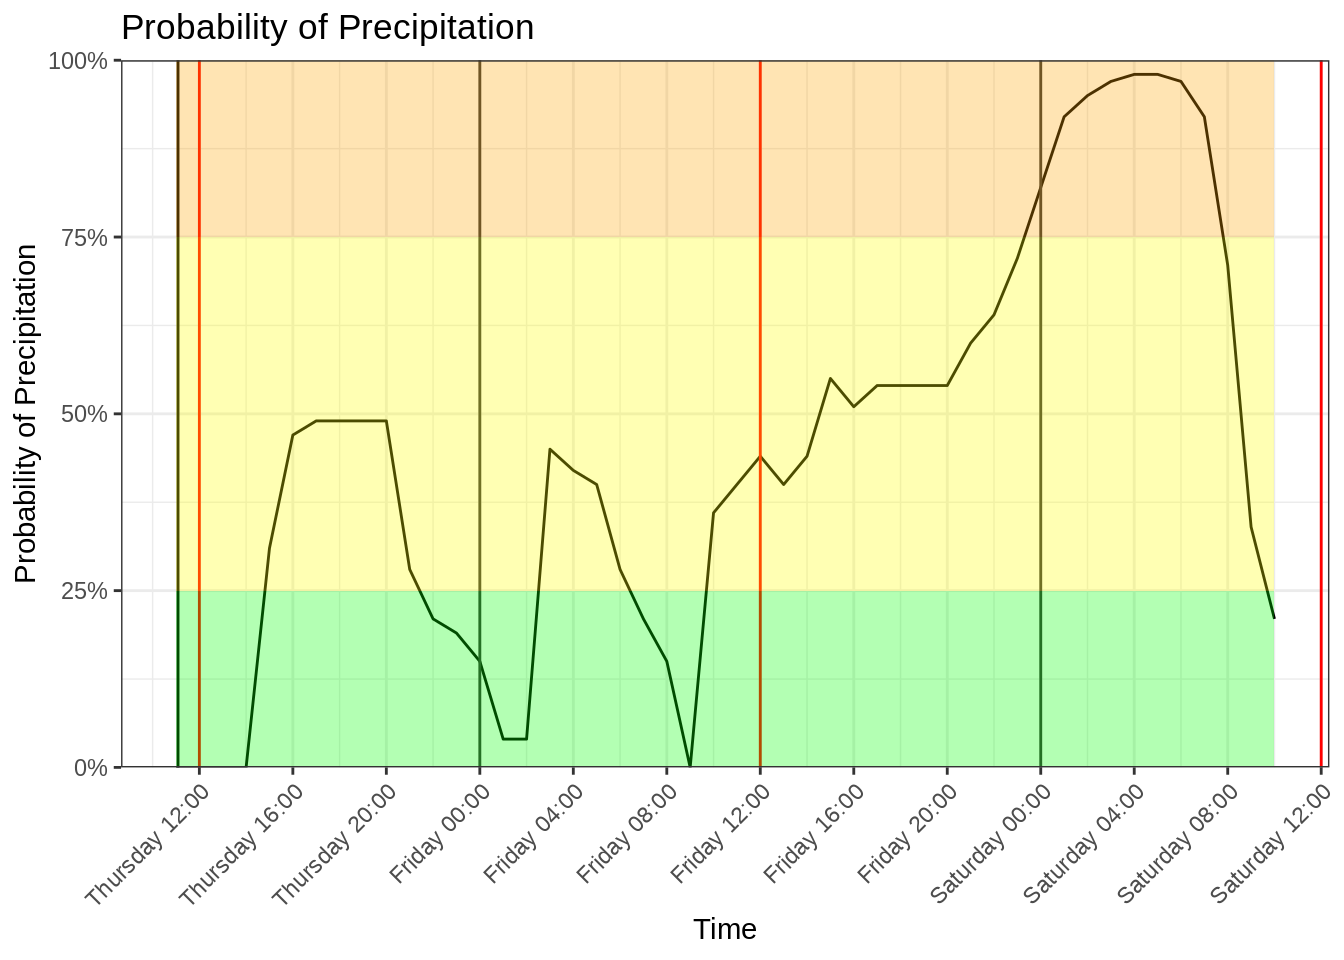 Probability of Precipitation
Probability of Precipitation
100%
75%
50%
25%
0%
Thursday 12:00
Thursday 16:00
Thursday 20:00
Friday 00:00
Friday 04:00
Friday 08:00
Friday 12:00
Friday 16:00
Friday 20:00
Saturday 00:00
Saturday 04:00
Saturday 08:00
Saturday 12:00
Time